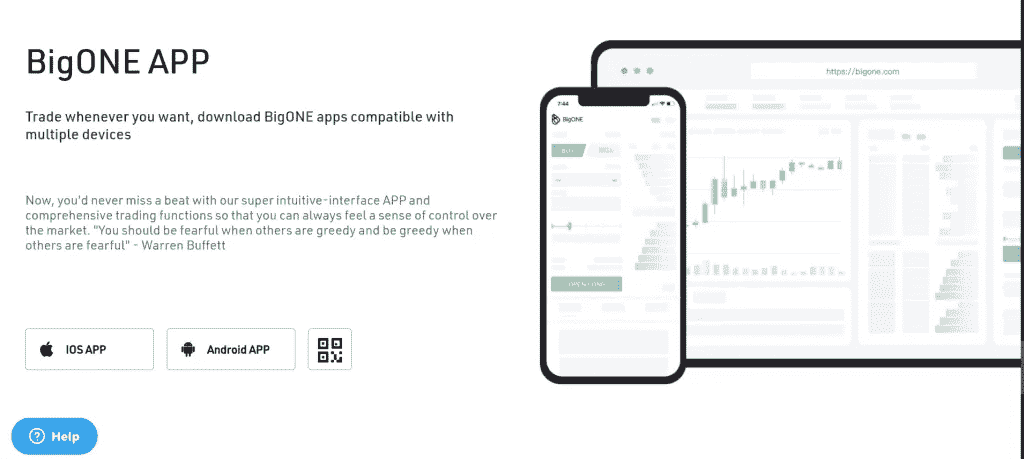 BigONE APP
Trade whenever you want, download BigONE apps compatible with
multiple devices
Now, you'd never miss a beat with our super intuitive-interface APP and
comprehensive trading functions so that you can always feel a sense of control over
the market. "You should be fearful when others are greedy and be greedy when
others are fearful" - Warren Buffett
IOS APP
Android APP
Help
https://bigone.com
7:44
BigONE
BUY